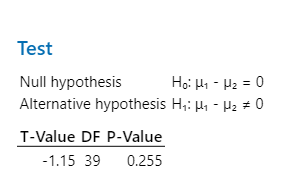 Test
Null hypothesis H₀: μ₁ - μ₂ = 0
Alternative hypothesis H₁: μ₁ - μ₂ ≠ 0
T-Value DF P-Value
-1.15 39 0.255